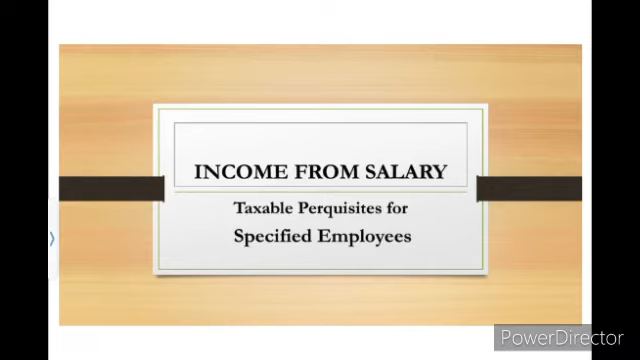 INCOME FROM SALARY
Taxable Perquisites for
Specified Employees
PowerDirector